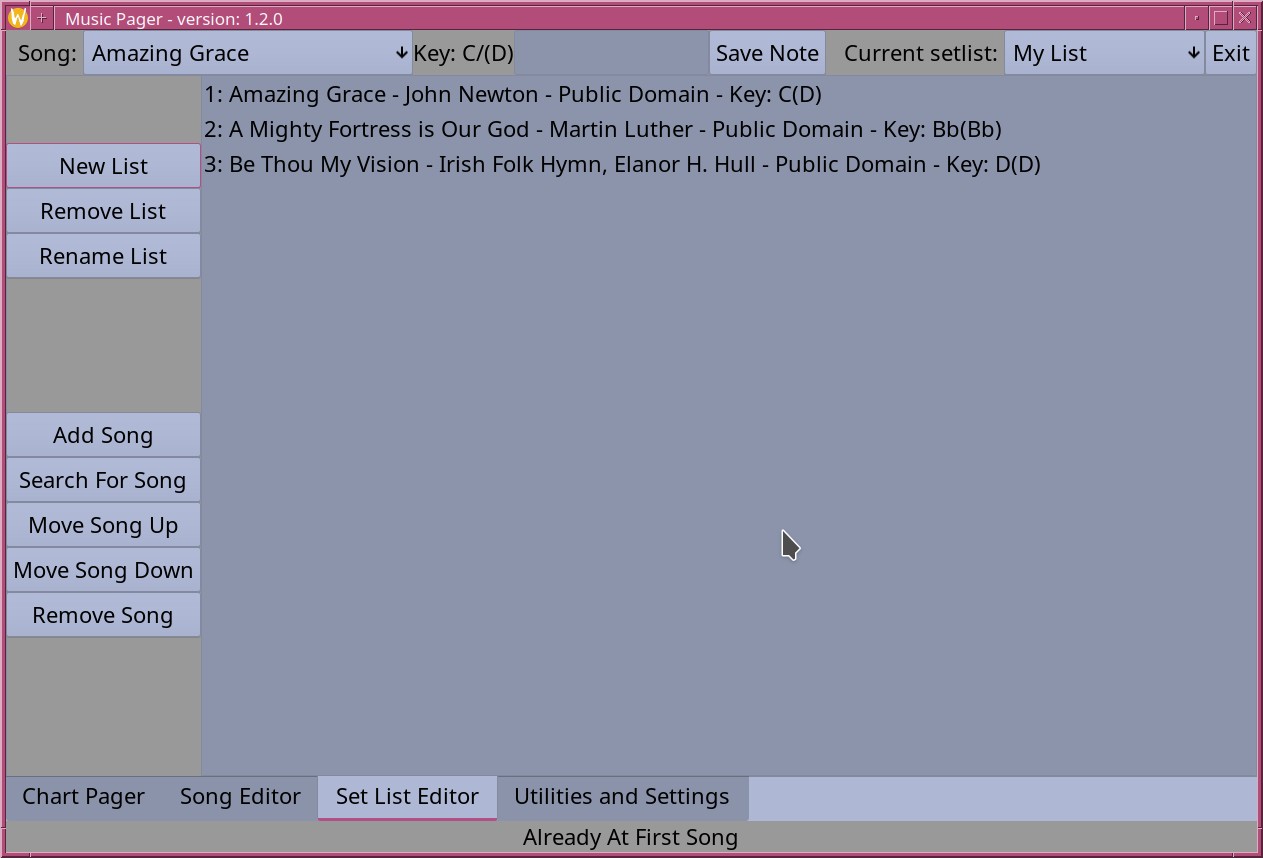 Music Pager - version: 1.2.0
Song: Amazing Grace Key: C/(D) Save Note Current setlist: My List Exit
1: Amazing Grace - John Newton - Public Domain - Key: C(D)
2: A Mighty Fortress is Our God - Martin Luther - Public Domain - Key: Bb(Bb)
3: Be Thou My Vision - Irish Folk Hymn, Elanor H. Hull - Public Domain - Key: D(D)
New List
Remove List
Rename List
Add Song
Search For Song
Move Song Up
Move Song Down
Remove Song
Chart Pager Song Editor Set List Editor Utilities and Settings
Already At First Song